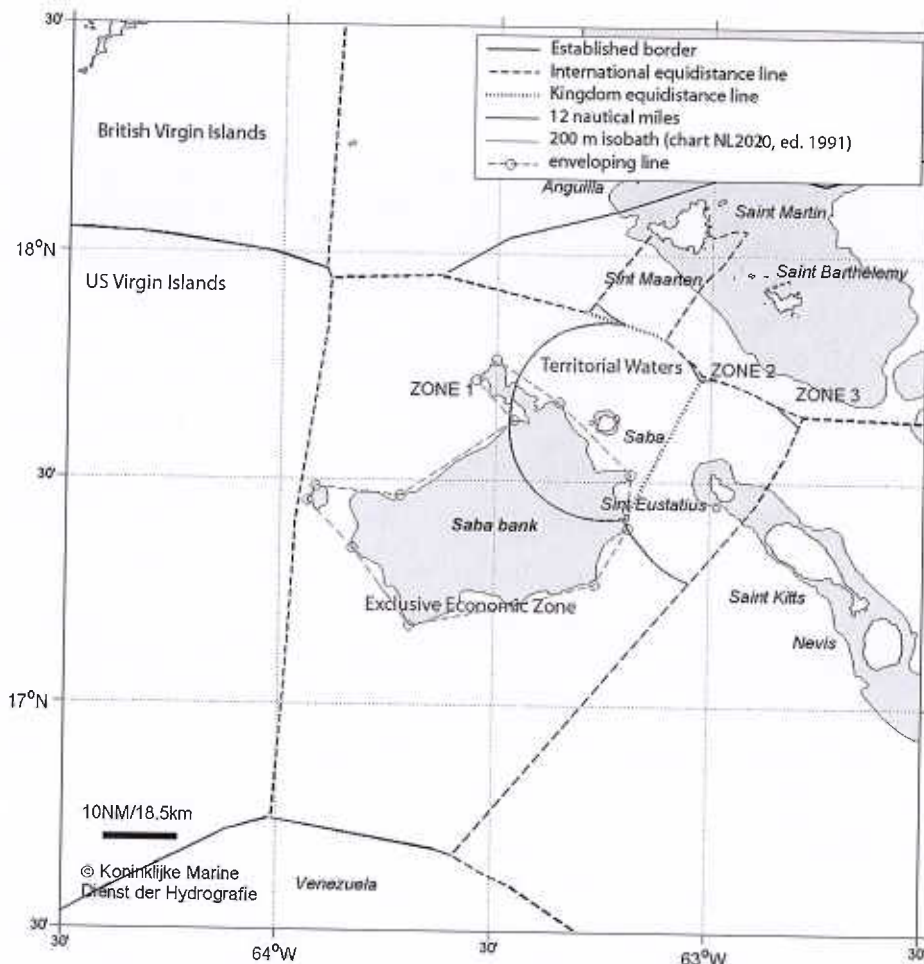 30'
Established border
International equidistance line
Kingdom equidistance line
12 nautical miles
200 m isobath (chart NL2020, ed. 1991)
enveloping line
British Virgin Islands
Anguilla
Saint Martin
18°N
US Virgin Islands
Sint Maarten
Saint Barthelemy
Territorial Waters
ZONE 2
ZONE 1
ZONE 3
Saba
30'
Saba bank
Sint Eustatius
Exclusive Economic Zone
Saint Kitts
Nevis
17°N
10NM/18.5km
© Koninklijke Marine
Dienst der Hydrografie
Venezuela
30'
30'
64°W
30'
63°W
30'